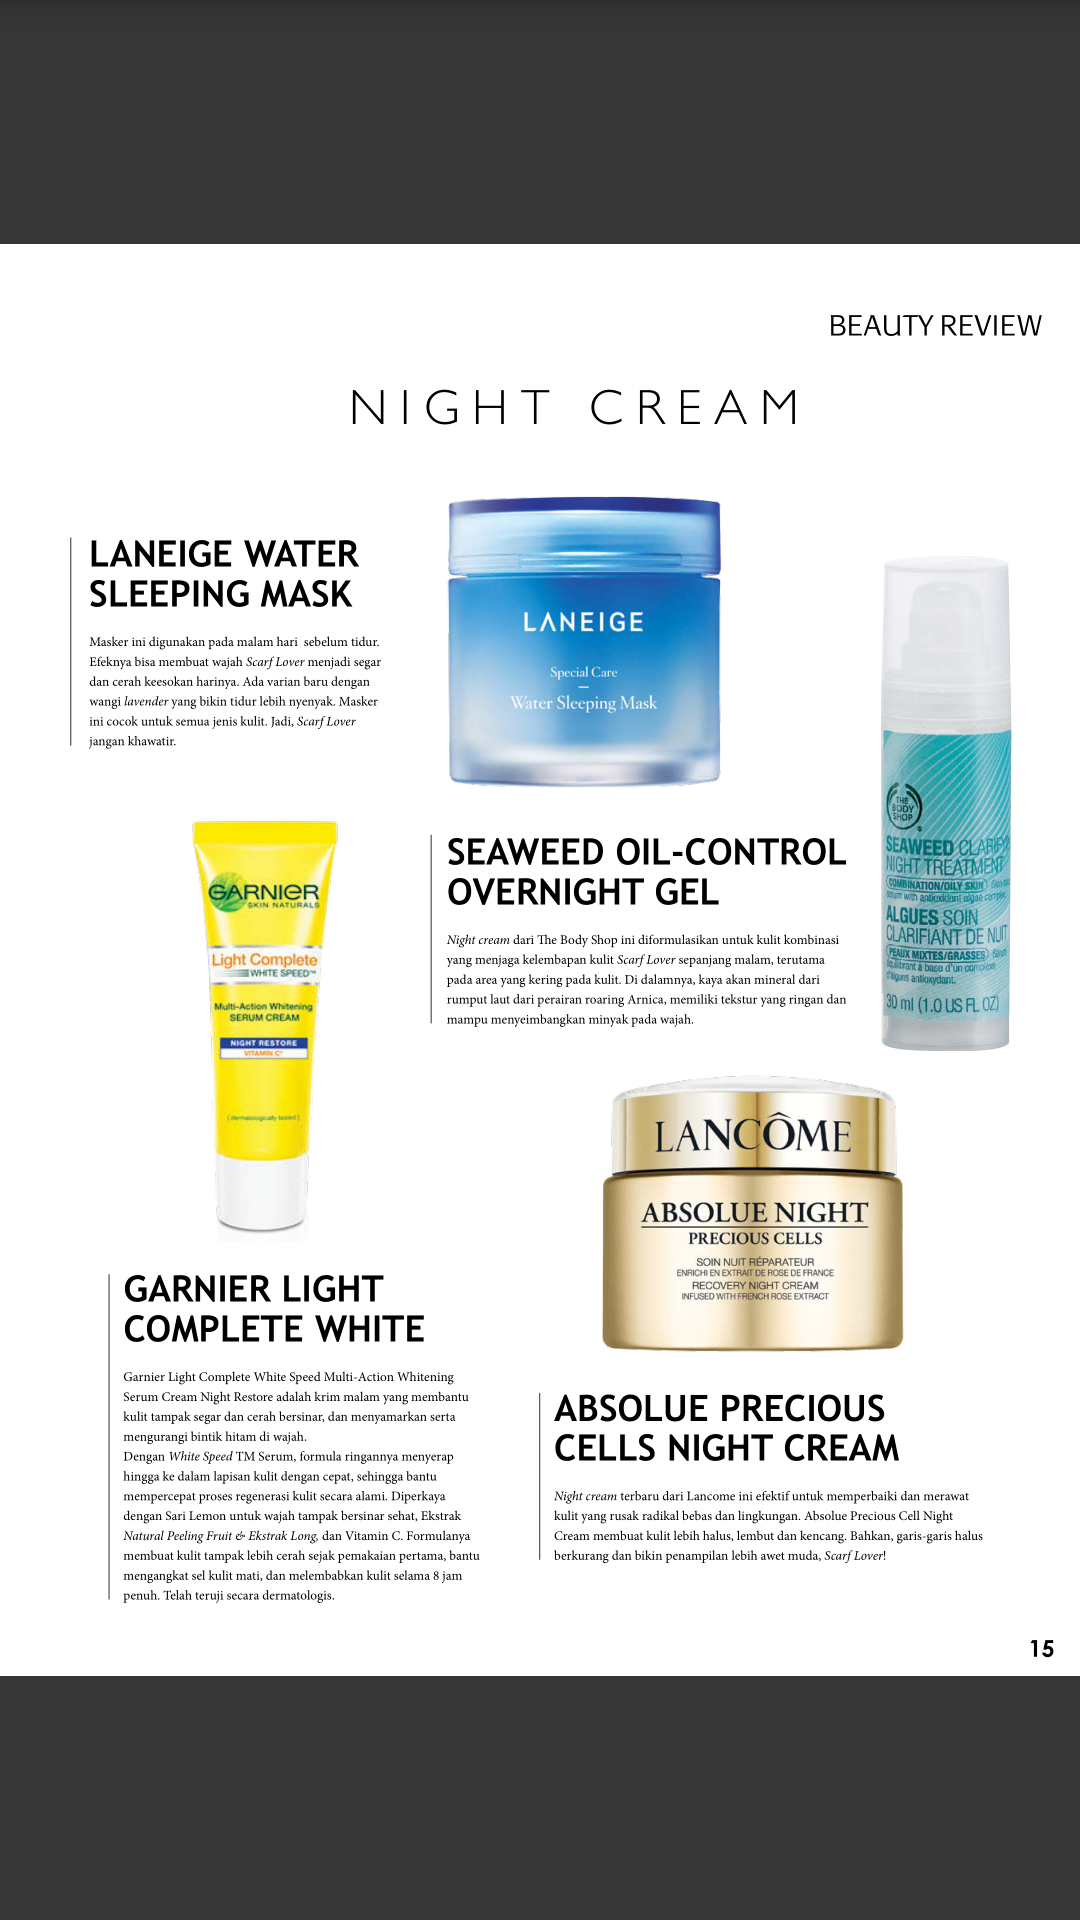 BEAUTY REVIEW
NIGHT CREAM
LANEIGE WATER
SLEEPING MASK
Masker ini digunakan pada malam hari sebelum tidur.
Efeknya bisa membuat wajah Scarf Lover menjadi segar
dan cerah keesokan harinya. Ada varian baru dengan
wangi lavender yang bikin tidur lebih nyenyak. Masker
ini cocok untuk semua jenis kulit. Jadi, Scarf Lover
jangan khawatir.
LANEIGE
Special Care
Water Sleeping Mask
THE
BODY
SHOP
SEAWEED CLARIFY
NIGHT TREATMENT
COMBINATION/OILY SKIN
serum with antioxidant algae complex
ALGUES SOIN
CLARIFIANT DE NUIT
PEAUX MIXTES/GRASSES
équilibrant à base d'un complexe
d'algues antioxydant.
30 ml (1.0 US FL OZ)
SEAWEED OIL-CONTROL
OVERNIGHT GEL
Night cream dari The Body Shop ini diformulasikan untuk kulit kombinasi
yang menjaga kelembapan kulit Scarf Lover sepanjang malam, terutama
pada area yang kering pada kulit. Di dalamnya, kaya akan mineral dari
rumput laut dari perairan roaring Arnica, memiliki tekstur yang ringan dan
mampu menyeimbangkan minyak pada wajah.
GARNIER
SKIN NATURALS
Light Complete
WHITE SPEED™
Multi-Action Whitening
SERUM CREAM
NIGHT RESTORE
VITAMIN C*
[ dermatologically tested ]
GARNIER LIGHT
COMPLETE WHITE
Garnier Light Complete White Speed Multi-Action Whitening
Serum Cream Night Restore adalah krim malam yang membantu
kulit tampak segar dan cerah bersinar, dan menyamarkan serta
mengurangi bintik hitam di wajah.
Dengan White Speed TM Serum, formula ringannya menyerap
hingga ke dalam lapisan kulit dengan cepat, sehingga bantu
mempercepat proses regenerasi kulit secara alami. Diperkaya
dengan Sari Lemon untuk wajah tampak bersinar sehat, Ekstrak
Natural Peeling Fruit & Ekstrak Long, dan Vitamin C. Formulanya
membuat kulit tampak lebih cerah sejak pemakaian pertama, bantu
mengangkat sel kulit mati, dan melembabkan kulit selama 8 jam
penuh. Telah teruji secara dermatologis.
LANCÔME
ABSOLUE NIGHT
PRECIOUS CELLS
SOIN NUIT RÉPARATEUR
ENRICHI EN EXTRAIT DE ROSE DE FRANCE
RECOVERY NIGHT CREAM
INFUSED WITH FRENCH ROSE EXTRACT
ABSOLUE PRECIOUS
CELLS NIGHT CREAM
Night cream terbaru dari Lancome ini efektif untuk memperbaiki dan merawat
kulit yang rusak radikal bebas dan lingkungan. Absolue Precious Cell Night
Cream membuat kulit lebih halus, lembut dan kencang. Bahkan, garis-garis halus
berkurang dan bikin penampilan lebih awet muda, Scarf Lover!
15